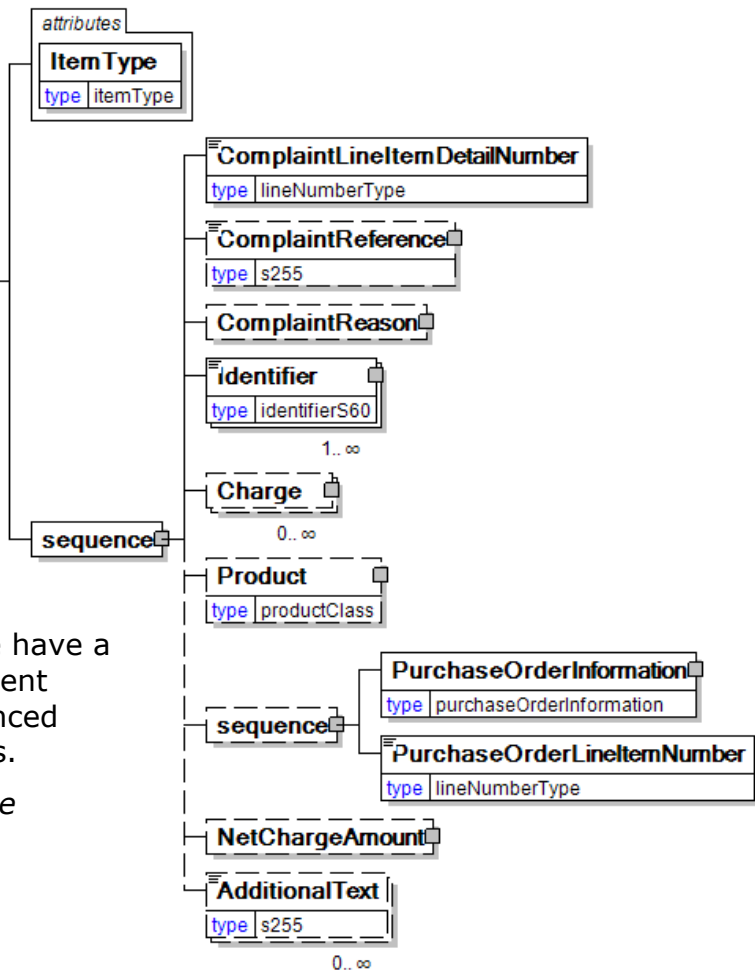 attributes
ItemType
type itemType
ComplaintLineItemDetailNumber
type lineNumberType
ComplaintReference
type s255
ComplaintReason
Identifier
type identifierS60
1.. ∞
Charge
0.. ∞
sequence
Product
type productClass
have a
ent
PurchaseOrderInformation
type purchaseOrderInformation
sequence
nced
s.
PurchaseOrderLineItemNumber
type lineNumberType
e
NetChargeAmount
AdditionalText
type s255
0.. ∞